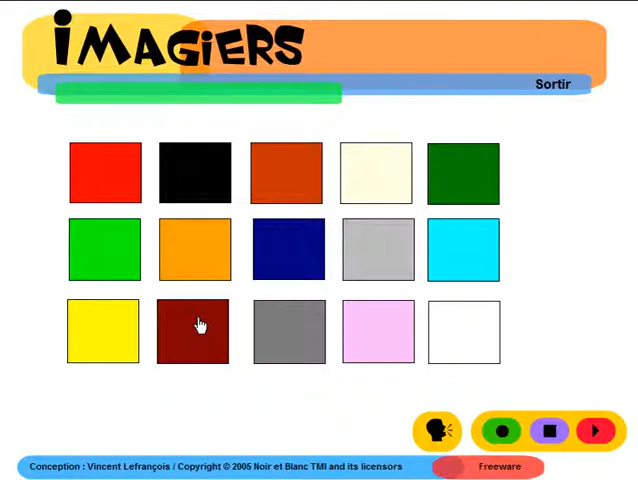 iMAGiERS
Sortir
Conception : Vincent Lefrançois / Copyright © 2005 Noir et Blanc TMI and its licensors
Freeware